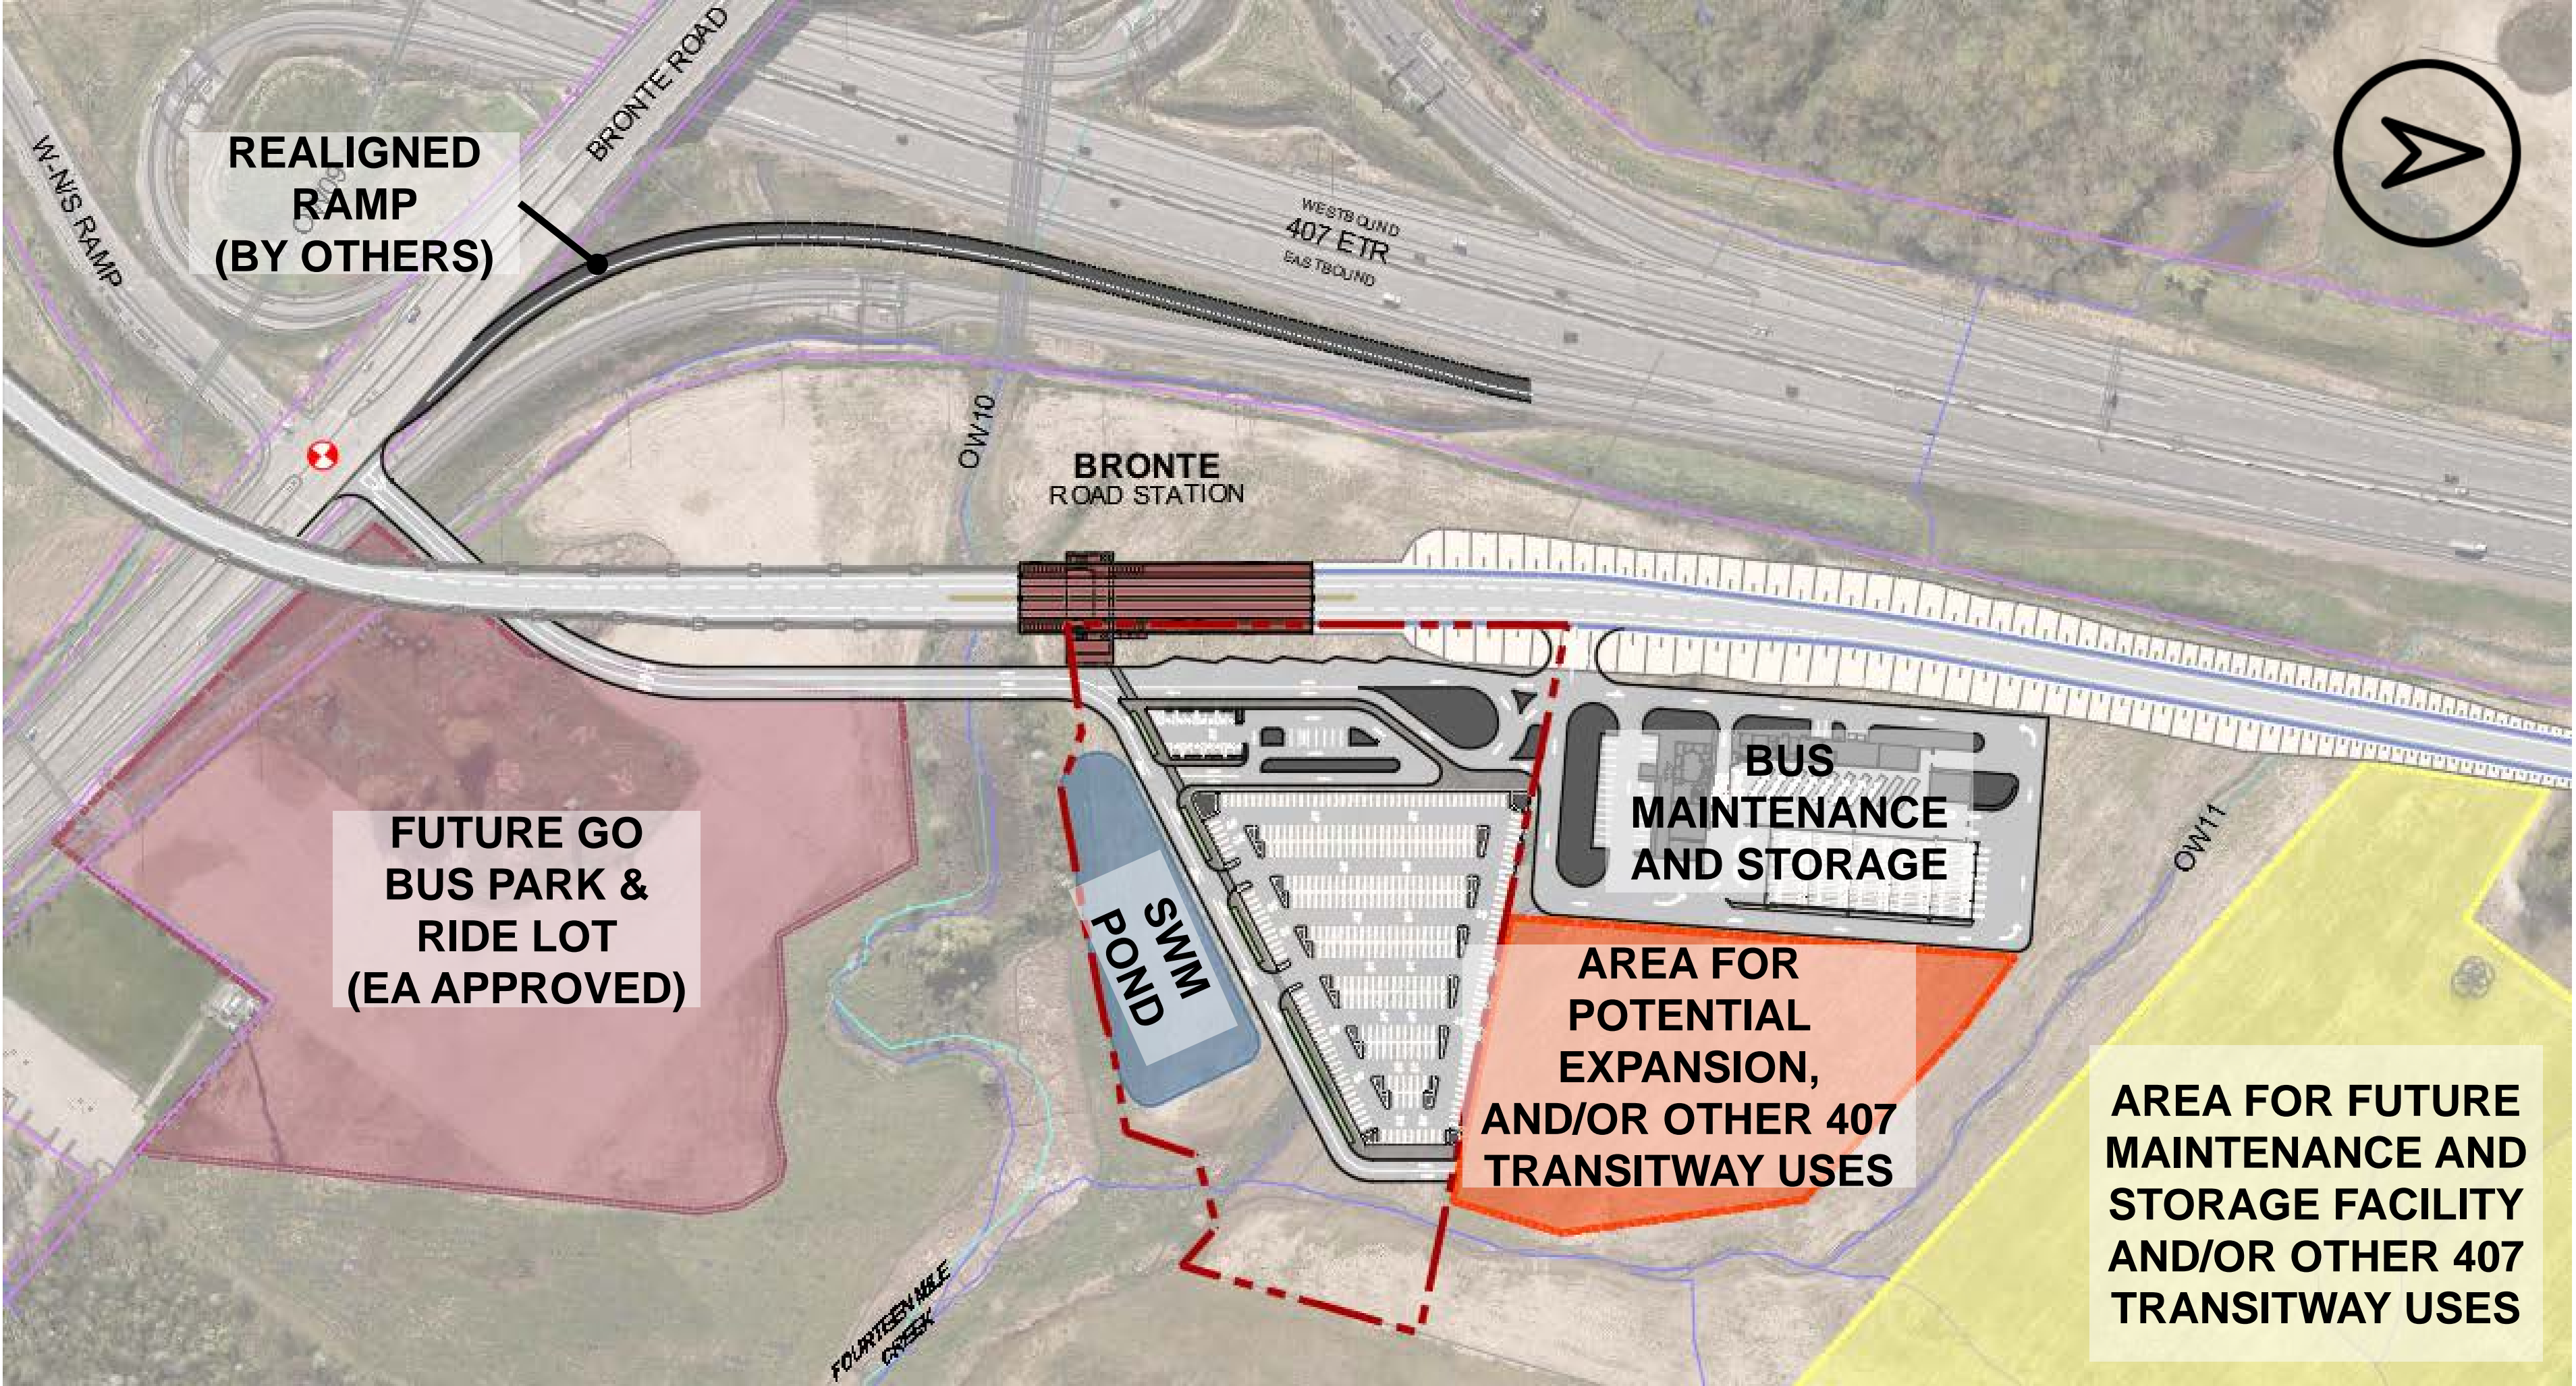 BRONTE ROAD
W-N/S RAMP
REALIGNED
RAMP
(BY OTHERS)
WESTBOUND
407 ETR
EASTBOUND
OW10
BRONTE
ROAD STATION
BUS
MAINTENANCE
AND STORAGE
OW11
FUTURE GO
BUS PARK &
RIDE LOT
(EA APPROVED)
SWM
POND
AREA FOR
POTENTIAL
EXPANSION,
AND/OR OTHER 407
TRANSITWAY USES
AREA FOR FUTURE
MAINTENANCE AND
STORAGE FACILITY
AND/OR OTHER 407
TRANSITWAY USES
FOURTEEN MILE
CREEK